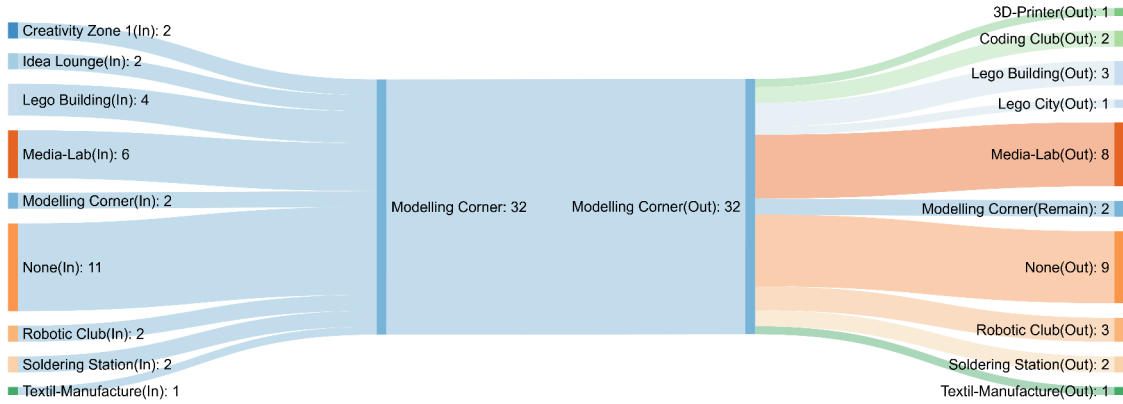 Creativity Zone 1(In): 2
Idea Lounge(In): 2
Lego Building(In): 4
Media-Lab(In): 6
Modelling Corner(In): 2
None(In): 11
Robotic Club(In): 2
Soldering Station(In): 2
Textil-Manufacture(In): 1
Modelling Corner: 32
Modelling Corner(Out): 32
3D-Printer(Out): 1
Coding Club(Out): 2
Lego Building(Out): 3
Lego City(Out): 1
Media-Lab(Out): 8
Modelling Corner(Remain): 2
None(Out): 9
Robotic Club(Out): 3
Soldering Station(Out): 2
Textil-Manufacture(Out): 1